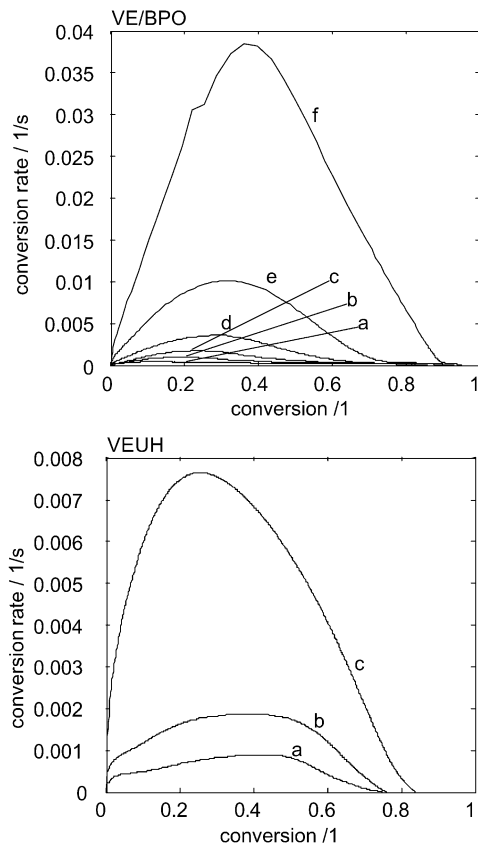 VE/BPO
0.04
0.035
0.03
0.025
0.02
0.015
0.01
0.005
0
conversion rate / 1/s
f
e
d
c
b
a
0 0.2 0.4 0.6 0.8 1
conversion /1
VEUH
0.008
0.007
0.006
0.005
0.004
0.003
0.002
0.001
0
conversion rate / 1/s
c
b
a
0 0.2 0.4 0.6 0.8 1
conversion /1